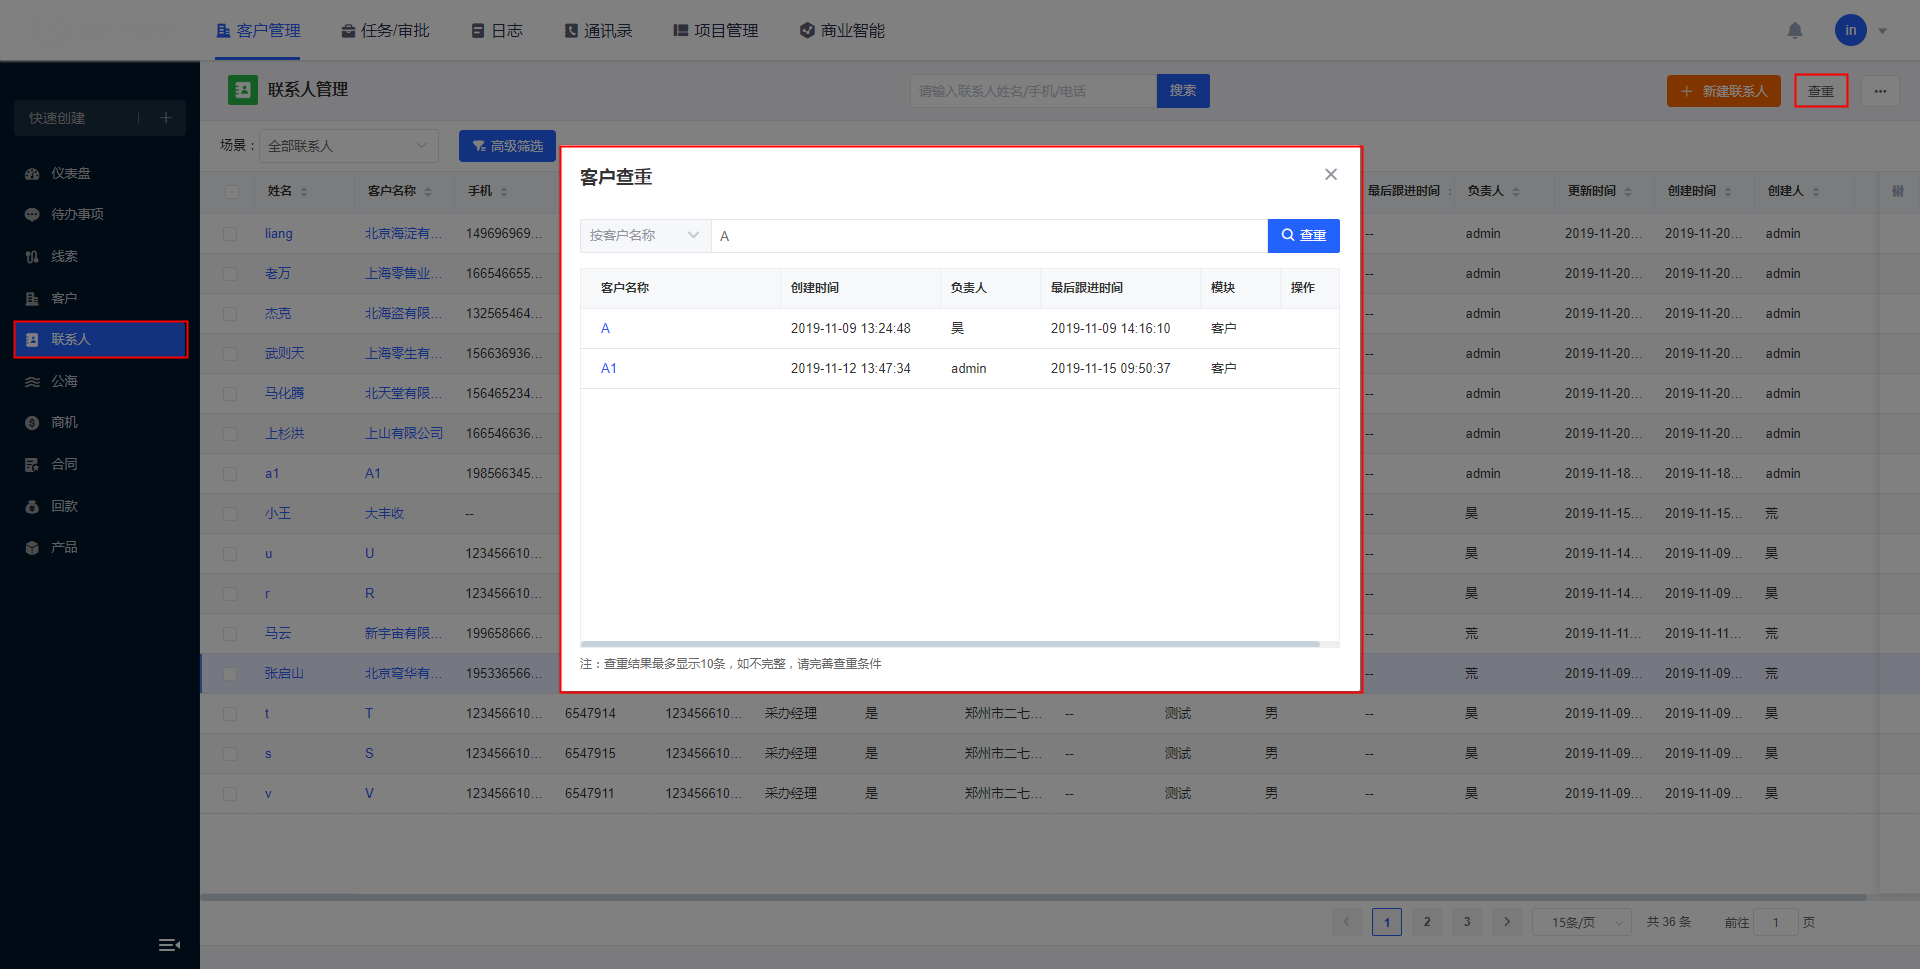 客户管理 任务/审批 日志 通讯录 项目管理 商业智能 in
联系人管理 请输入联系人姓名/手机/电话 搜索 + 新建联系人 查重 ···
快速创建 | +
仪表盘
待办事项
线索
客户
联系人
公海
商机
合同
回款
产品
场景： 全部联系人 高级筛选
姓名 客户名称 手机 最后跟进时间 负责人 更新时间 创建时间 创建人
liang 北京海淀有... 149696969... -- admin 2019-11-20... 2019-11-20... admin
老万 上海零售业... 166546655... -- admin 2019-11-20... 2019-11-20... admin
杰克 北海盗有限... 132565464... -- admin 2019-11-20... 2019-11-20... admin
武则天 上海零生有... 156636936... -- admin 2019-11-20... 2019-11-20... admin
马化腾 北天堂有限... 156465234... -- admin 2019-11-20... 2019-11-20... admin
上杉洪 上山有限公司 166546636... -- admin 2019-11-20... 2019-11-20... admin
a1 A1 198566345... -- admin 2019-11-18... 2019-11-18... admin
小王 大丰收 -- -- 昊 2019-11-15... 2019-11-15... 荒
u U 123456610... -- 昊 2019-11-14... 2019-11-09... 昊
r R 123456610... -- 昊 2019-11-14... 2019-11-09... 昊
马云 新宇宙有限... 199658666... -- 荒 2019-11-11... 2019-11-11... 荒
张启山 北京穹华有... 195336566... -- 荒 2019-11-09... 2019-11-09... 荒
t T 123456610... 6547914 123456610... 采办经理 是 郑州市二七... -- 测试 男 -- 昊 2019-11-09... 2019-11-09... 昊
s S 123456610... 6547915 123456610... 采办经理 是 郑州市二七... -- 测试 男 -- 昊 2019-11-09... 2019-11-09... 昊
v V 123456610... 6547911 123456610... 采办经理 是 郑州市二七... -- 测试 男 -- 昊 2019-11-09... 2019-11-09... 昊
客户查重
按客户名称 A 查重
客户名称 创建时间 负责人 最后跟进时间 模块 操作
A 2019-11-09 13:24:48 昊 2019-11-09 14:16:10 客户
A1 2019-11-12 13:47:34 admin 2019-11-15 09:50:37 客户
注：查重结果最多显示10条，如不完整，请完善查重条件
1 2 3 15条/页 共 36 条 前往 1 页